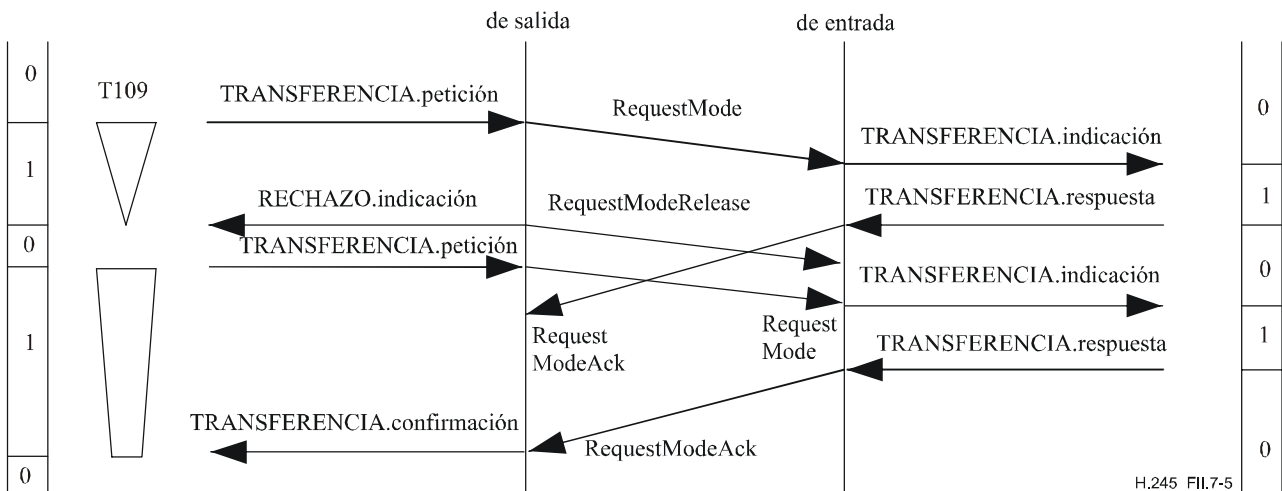 de salida
de entrada
0
T109
TRANSFERENCIA.petición
RequestMode
0
TRANSFERENCIA.indicación
1
RECHAZO.indicación
RequestModeRelease
TRANSFERENCIA.respuesta
1
0
TRANSFERENCIA.petición
TRANSFERENCIA.indicación
0
1
Request
ModeAck
Request
Mode
TRANSFERENCIA.respuesta
1
TRANSFERENCIA.confirmación
RequestModeAck
0
0
H.245_FII.7-5